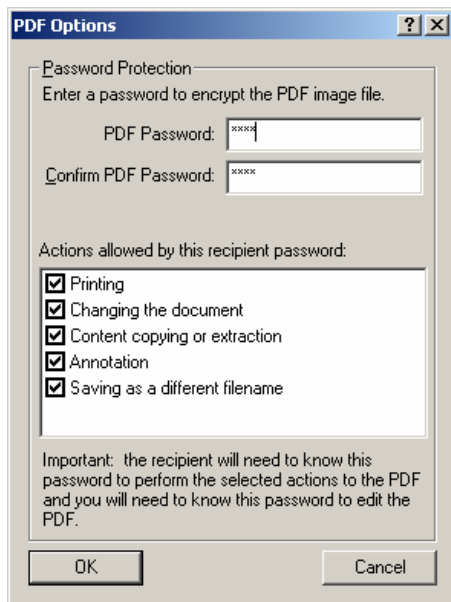 PDF Options
Password Protection
Enter a password to encrypt the PDF image file.
PDF Password: ****
Confirm PDF Password: ****
Actions allowed by this recipient password:
Printing
Changing the document
Content copying or extraction
Annotation
Saving as a different filename
Important:  the recipient will need to know this
password to perform the selected actions to the PDF
and you will need to know this password to edit the
PDF.
OK Cancel